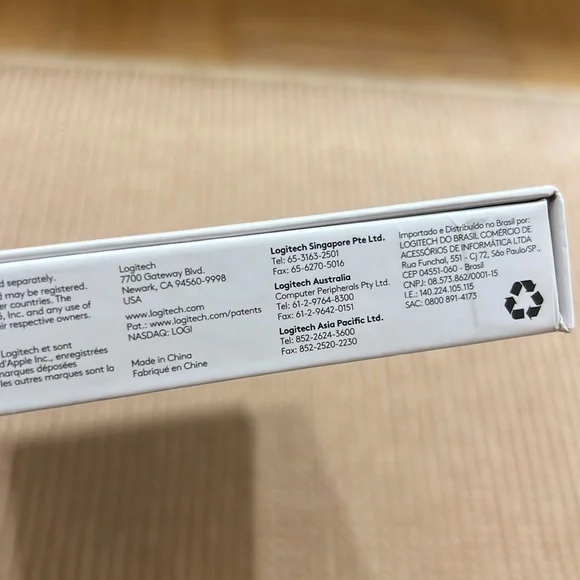 d separately.
may be registered.
er countries. The
, Inc. and any use of
eir respective owners.
Logitech et sont
d'Apple Inc., enregistrées
marques déposées
les autres marques sont la
Logitech
7700 Gateway Blvd.
Newark, CA 94560-9998
USA
www.logitech.com
Pat.: www.logitech.com/patents
NASDAQ: LOGI
Made in China
Fabriqué en Chine
Logitech Singapore Pte Ltd.
Tel: 65-3163-2501
Fax: 65-6270-5016
Logitech Australia
Computer Peripherals Pty Ltd.
Tel: 61-2-9764-8300
Fax: 61-2-9642-0151
Logitech Asia Pacific Ltd.
Tel: 852-2624-3600
Fax: 852-2520-2230
Importado e Distribuído no Brasil por:
LOGITECH DO BRASIL COMÉRCIO DE
ACESSÓRIOS DE INFORMÁTICA LTDA
Rua Funchal, 551 - Cj 72, São Paulo/SP.,
CEP 04551-060 - Brasil
CNPJ: 08.573.862/0001-15
I.E: 140.224.105.115
SAC: 0800 891-4173